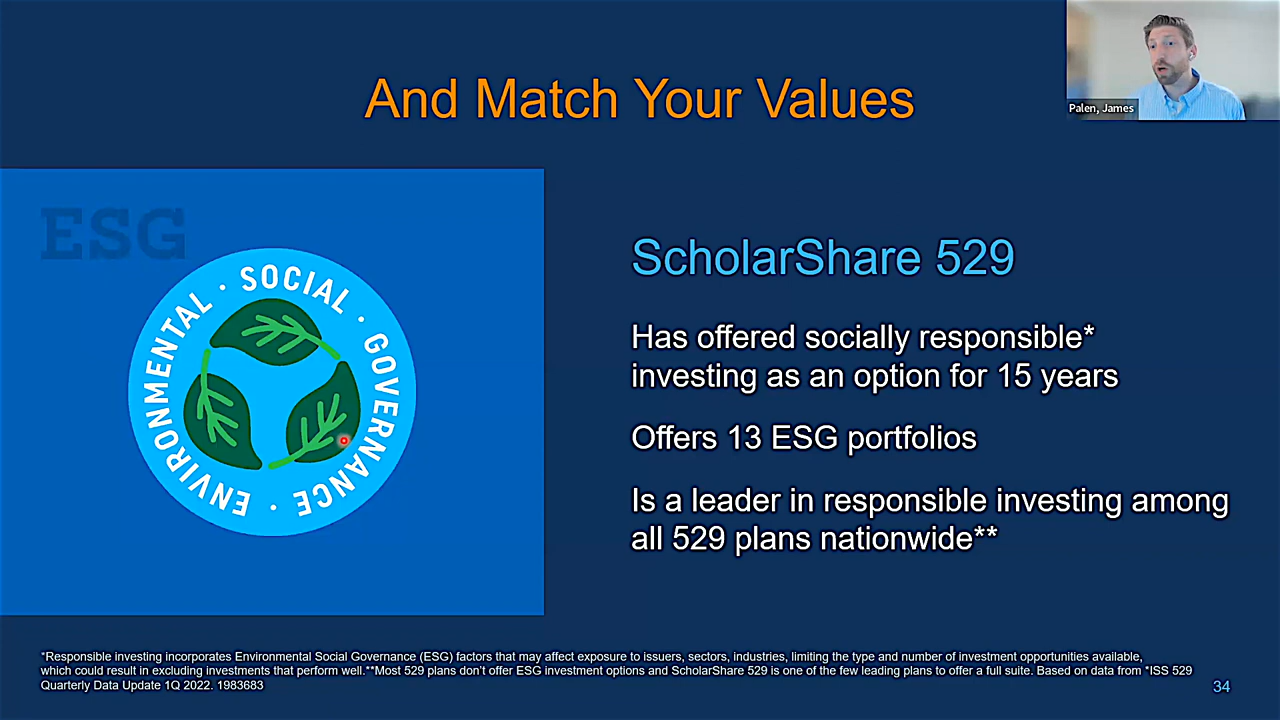 And Match Your Values
Palen, James
ESG
ENVIRONMENTAL · SOCIAL · GOVERNANCE ·
ScholarShare 529
Has offered socially responsible*
investing as an option for 15 years
Offers 13 ESG portfolios
Is a leader in responsible investing among
all 529 plans nationwide**
*Responsible investing incorporates Environmental Social Governance (ESG) factors that may affect exposure to issuers, sectors, industries, limiting the type and number of investment opportunities available,
which could result in excluding investments that perform well.**Most 529 plans don't offer ESG investment options and ScholarShare 529 is one of the few leading plans to offer a full suite. Based on data from *ISS 529
Quarterly Data Update 1Q 2022. 1983683
34